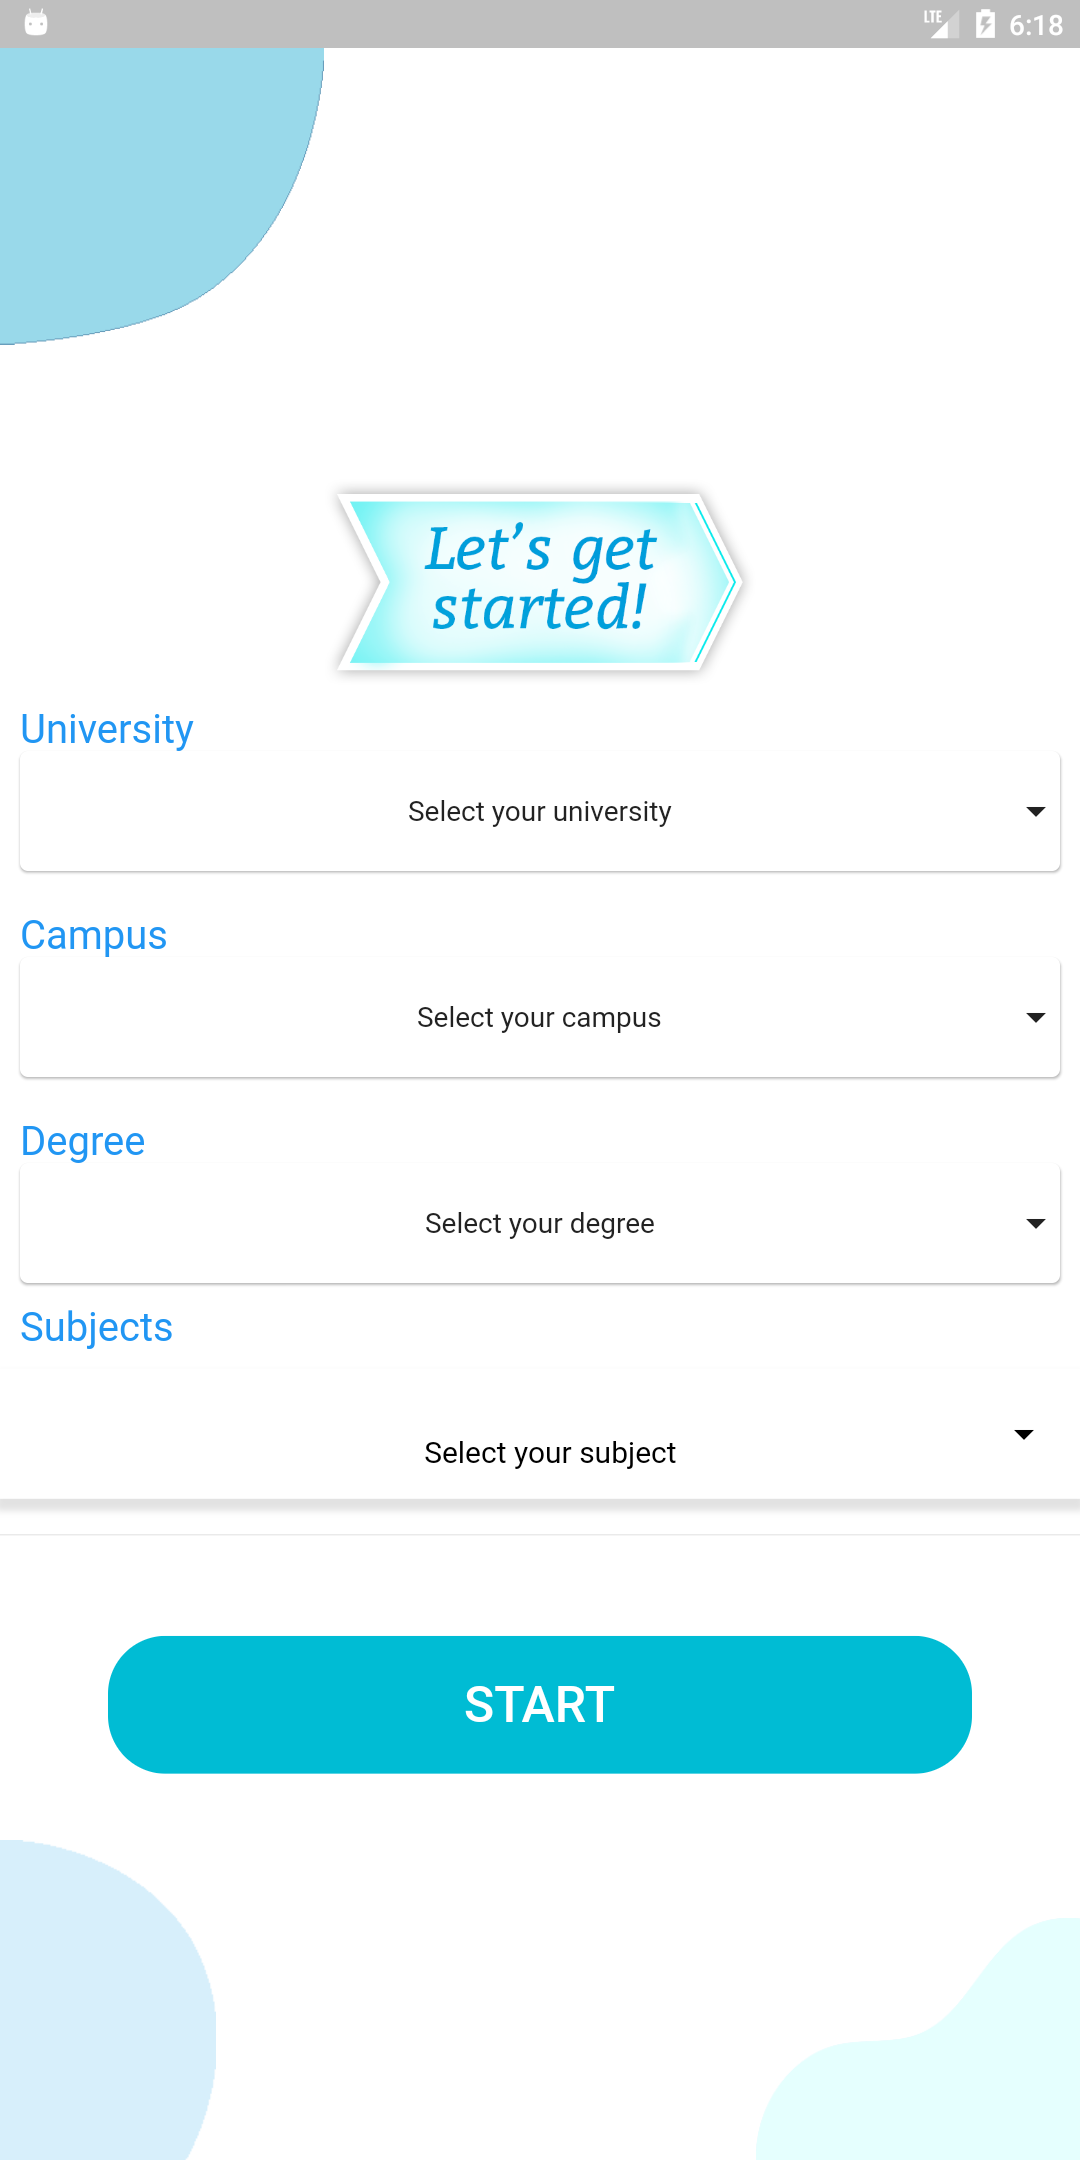 LTE 6:18
Let's get
started!
University
Select your university
Campus
Select your campus
Degree
Select your degree
Subjects
Select your subject
START